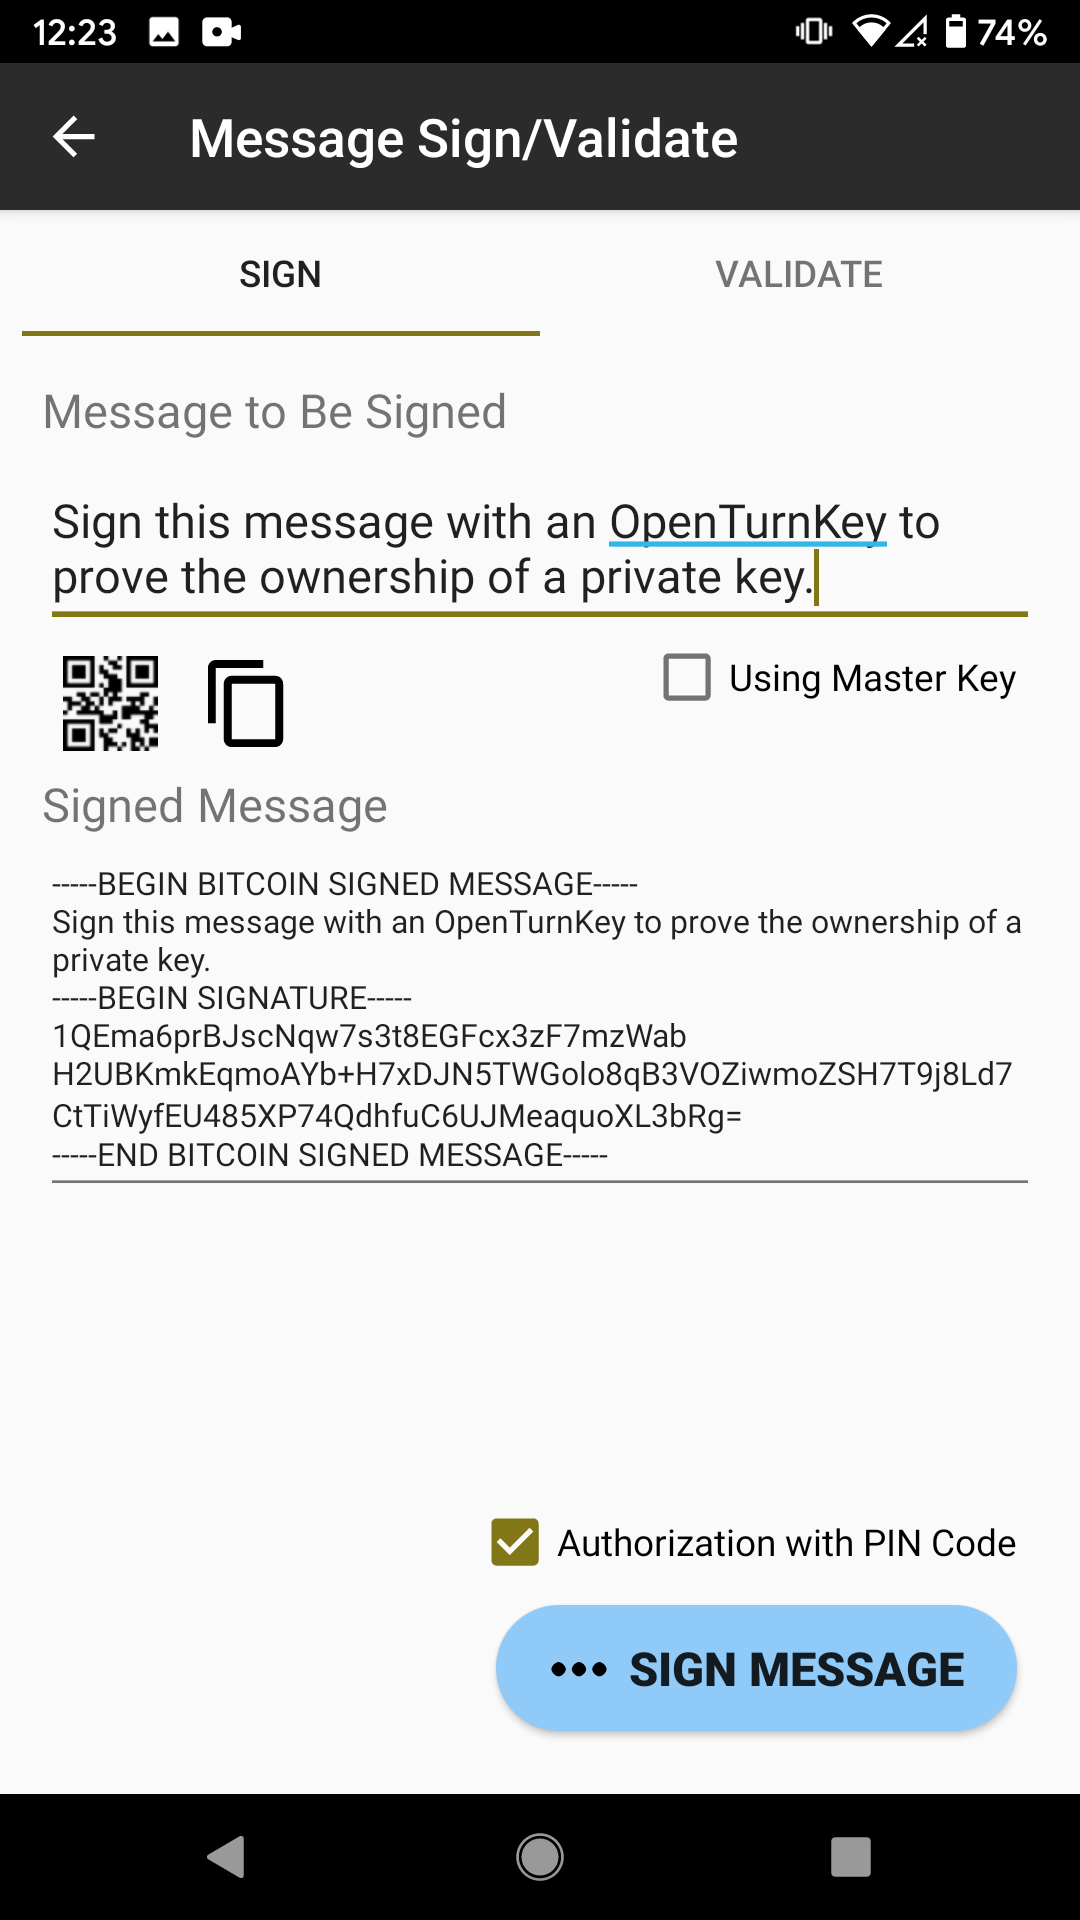 12:23
74%
Message Sign/Validate
SIGN
VALIDATE
Message to Be Signed
Sign this message with an OpenTurnKey to
prove the ownership of a private key.
Using Master Key
Signed Message
-----BEGIN BITCOIN SIGNED MESSAGE-----
Sign this message with an OpenTurnKey to prove the ownership of a
private key.
-----BEGIN SIGNATURE-----
1QEma6prBJscNqw7s3t8EGFcx3zF7mzWab
H2UBKmkEqmoAYb+H7xDJN5TWGolo8qB3VOZiwmoZSH7T9j8Ld7
CtTiWyfEU485XP74QdhfuC6UJMeaquoXL3bRg=
-----END BITCOIN SIGNED MESSAGE-----
Authorization with PIN Code
SIGN MESSAGE